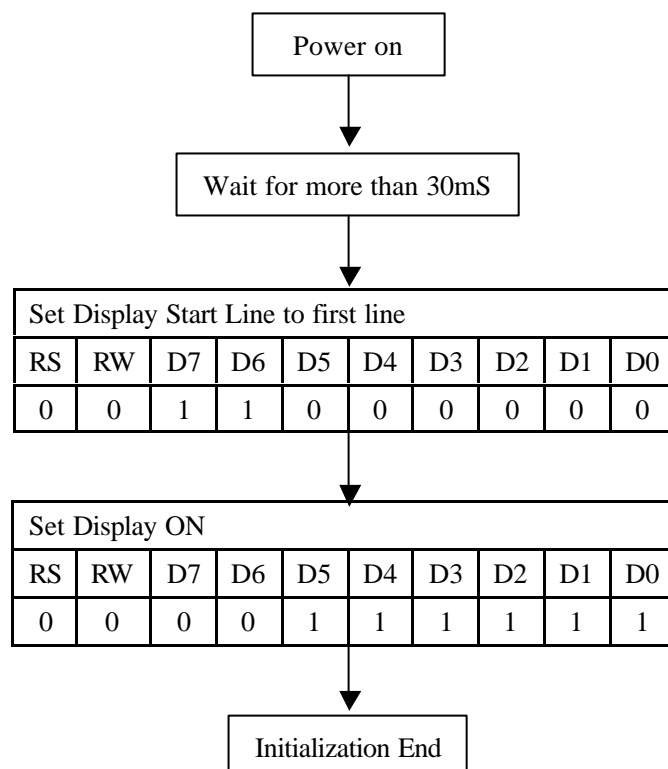 Power on
Wait for more than 30mS
Set Display Start Line to first line
RS RW D7 D6 D5 D4 D3 D2 D1 D0
0 0 1 1 0 0 0 0 0 0
Set Display ON
RS RW D7 D6 D5 D4 D3 D2 D1 D0
0 0 0 0 1 1 1 1 1 1
Initialization End